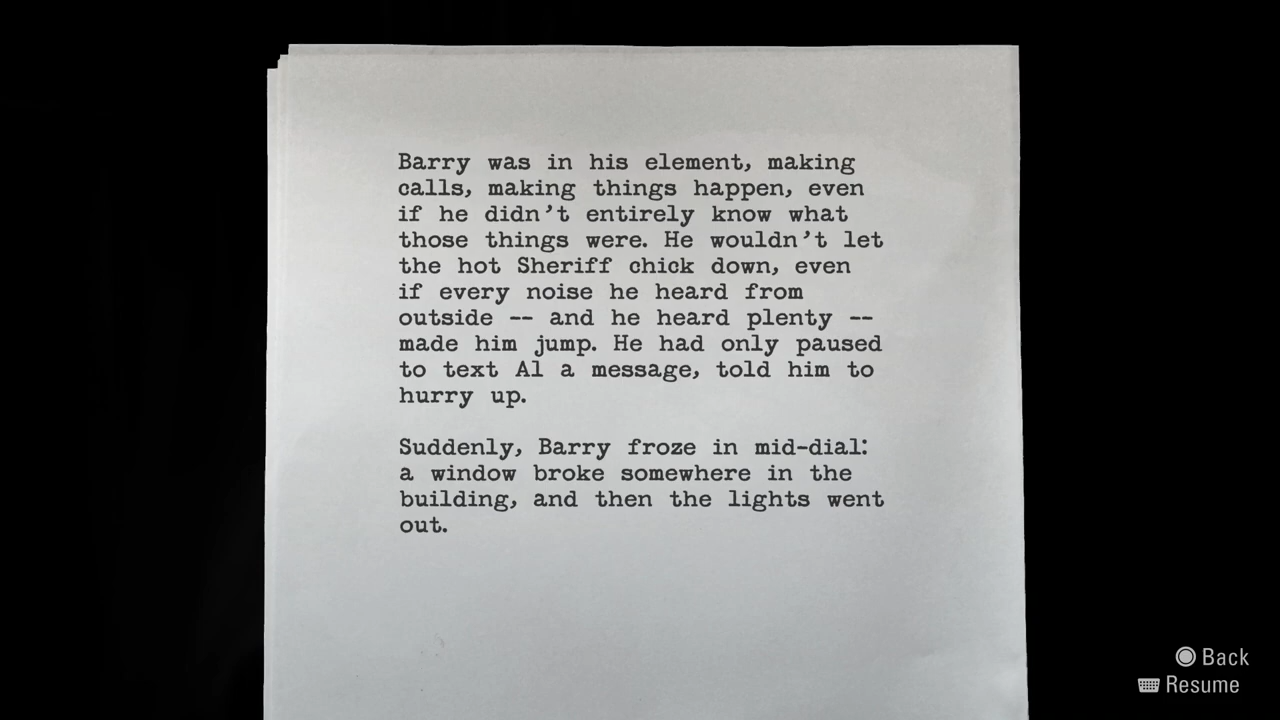 Barry was in his element, making
calls, making things happen, even
if he didn't entirely know what
those things were. He wouldn't let
the hot Sheriff chick down, even
if every noise he heard from
outside -- and he heard plenty --
made him jump. He had only paused
to text Al a message, told him to
hurry up.
Suddenly, Barry froze in mid-dial:
a window broke somewhere in the
building, and then the lights went
out.
Back
Resume